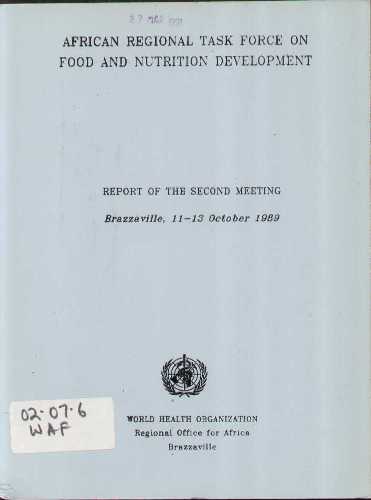 AFRICAN REGIONAL TASK FORCE ON
FOOD AND NUTRITION DEVELOPMENT
REPORT OF THE SECOND MEETING
Brazzaville, 11-13 October 1989
02-07-6
WAF
WORLD HEALTH ORGANIZATION
Regional Office for Africa
Brazzaville